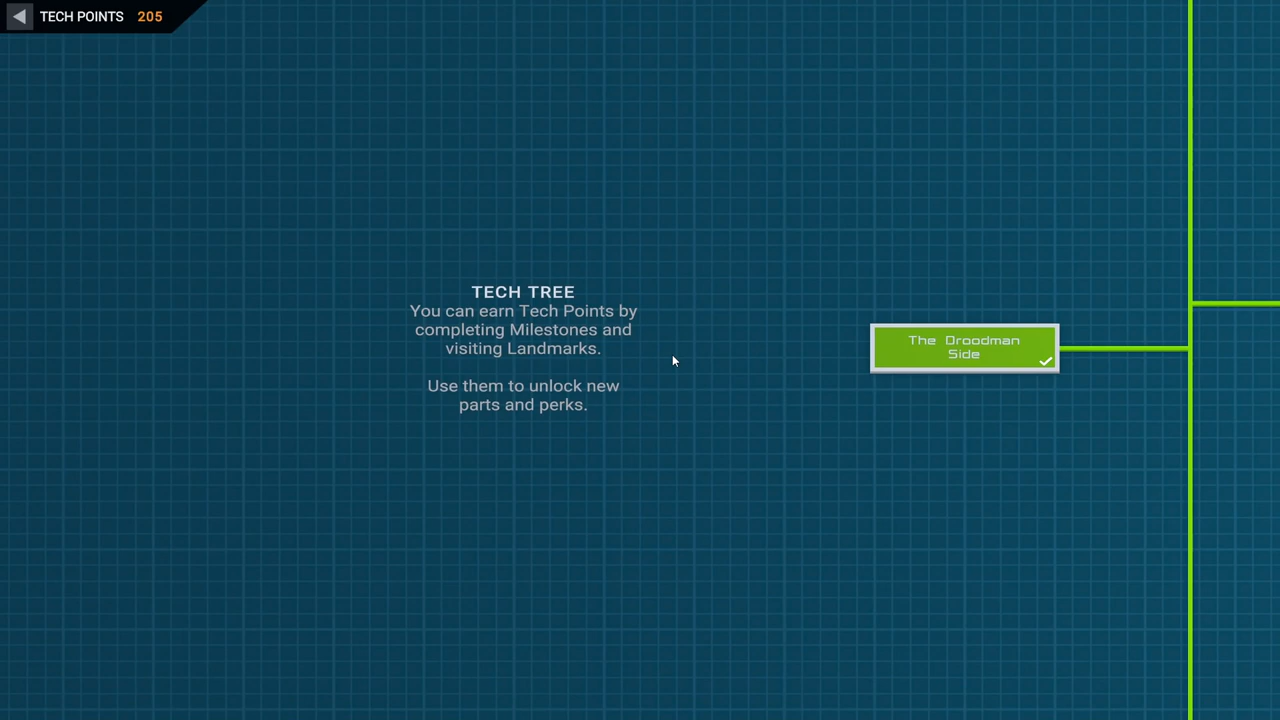 TECH POINTS 205
TECH TREE
You can earn Tech Points by
completing Milestones and
visiting Landmarks.
Use them to unlock new
parts and perks.
The Droodman
Side